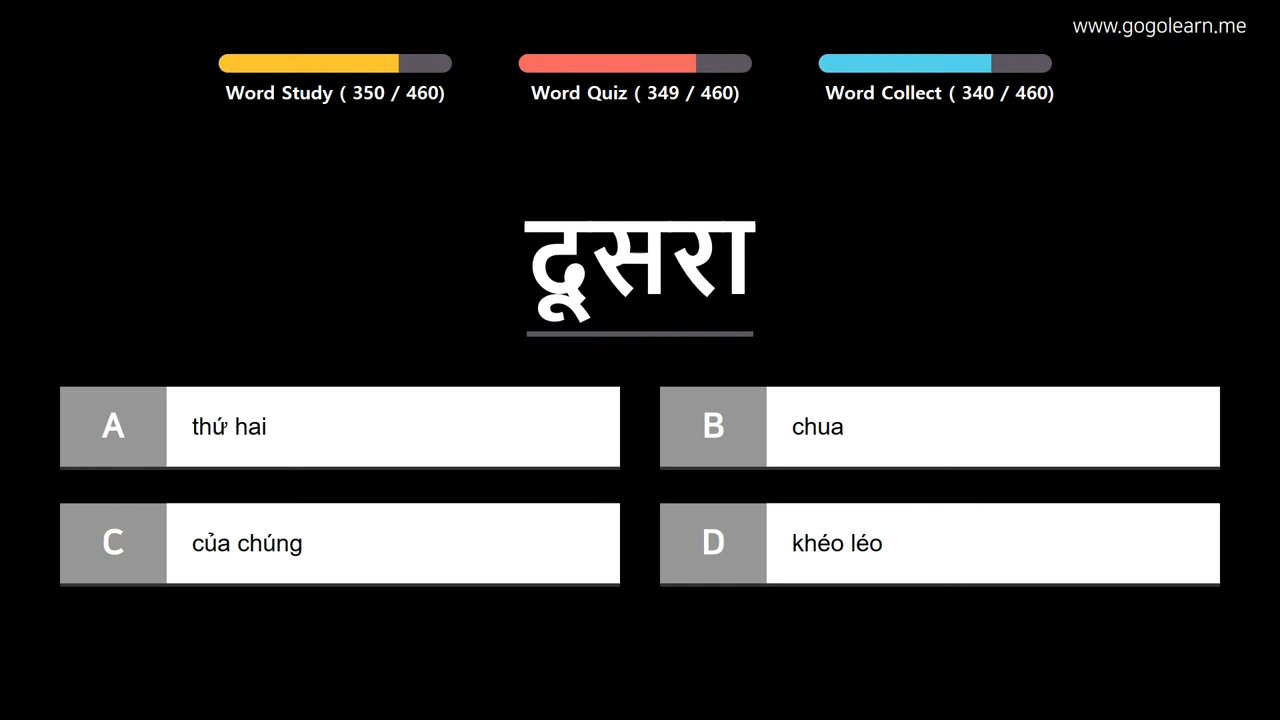 www.gogolearn.me
Word Study ( 350 / 460)
Word Quiz ( 349 / 460)
Word Collect ( 340 / 460)
दूसरा
A thứ hai
B chua
C của chúng
D khéo léo